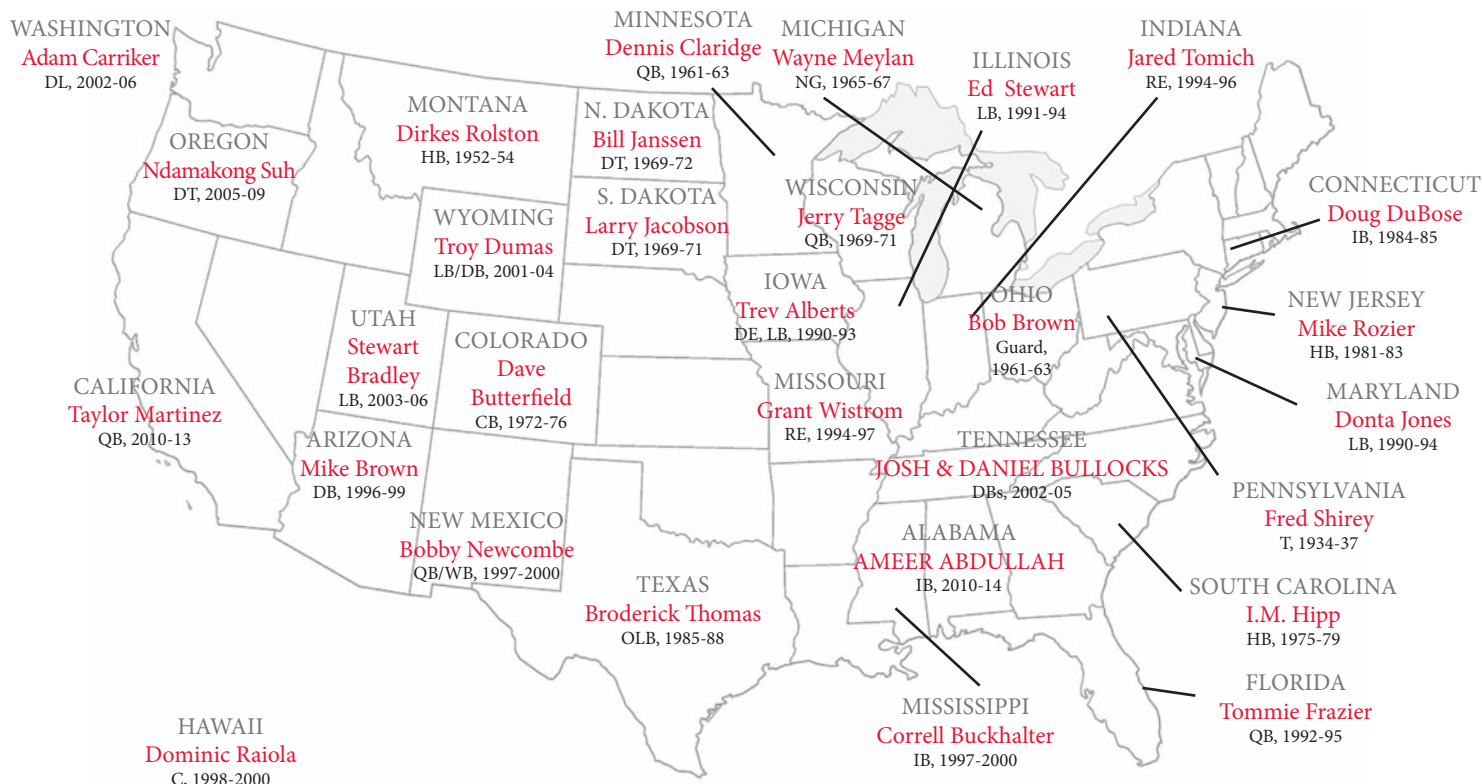 WASHINGTON
Adam Carriker
DL, 2002-06
MINNESOTA
Dennis Claridge
QB, 1961-63
MICHIGAN
Wayne Meylan
NG, 1965-67
ILLINOIS
Ed Stewart
LB, 1991-94
INDIANA
Jared Tomich
RE, 1994-96
MONTANA
Dirkes Rolston
HB, 1952-54
N. DAKOTA
Bill Janssen
DT, 1969-72
OREGON
Ndamakong Suh
DT, 2005-09
WYOMING
Troy Dumas
LB/DB, 2001-04
S. DAKOTA
Larry Jacobson
DT, 1969-71
WISCONSIN
Jerry Tagge
QB, 1969-71
CONNECTICUT
Doug DuBose
IB, 1984-85
IOWA
Trev Alberts
DE, LB, 1990-93
OHIO
Bob Brown
Guard,
1961-63
NEW JERSEY
Mike Rozier
HB, 1981-83
UTAH
Stewart
Bradley
LB, 2003-06
COLORADO
Dave
Butterfield
CB, 1972-76
CALIFORNIA
Taylor Martinez
QB, 2010-13
MISSOURI
Grant Wistrom
RE, 1994-97
MARYLAND
Donta Jones
LB, 1990-94
ARIZONA
Mike Brown
DB, 1996-99
TENNESSEE
JOSH & DANIEL BULLOCKS
DBs, 2002-05
PENNSYLVANIA
Fred Shirey
T, 1934-37
NEW MEXICO
Bobby Newcombe
QB/WB, 1997-2000
ALABAMA
AMEER ABDULLAH
IB, 2010-14
TEXAS
Broderick Thomas
OLB, 1985-88
SOUTH CAROLINA
I.M. Hipp
HB, 1975-79
FLORIDA
Tommie Frazier
QB, 1992-95
MISSISSIPPI
Correll Buckhalter
IB, 1997-2000
HAWAII
Dominic Raiola
C, 1998-2000